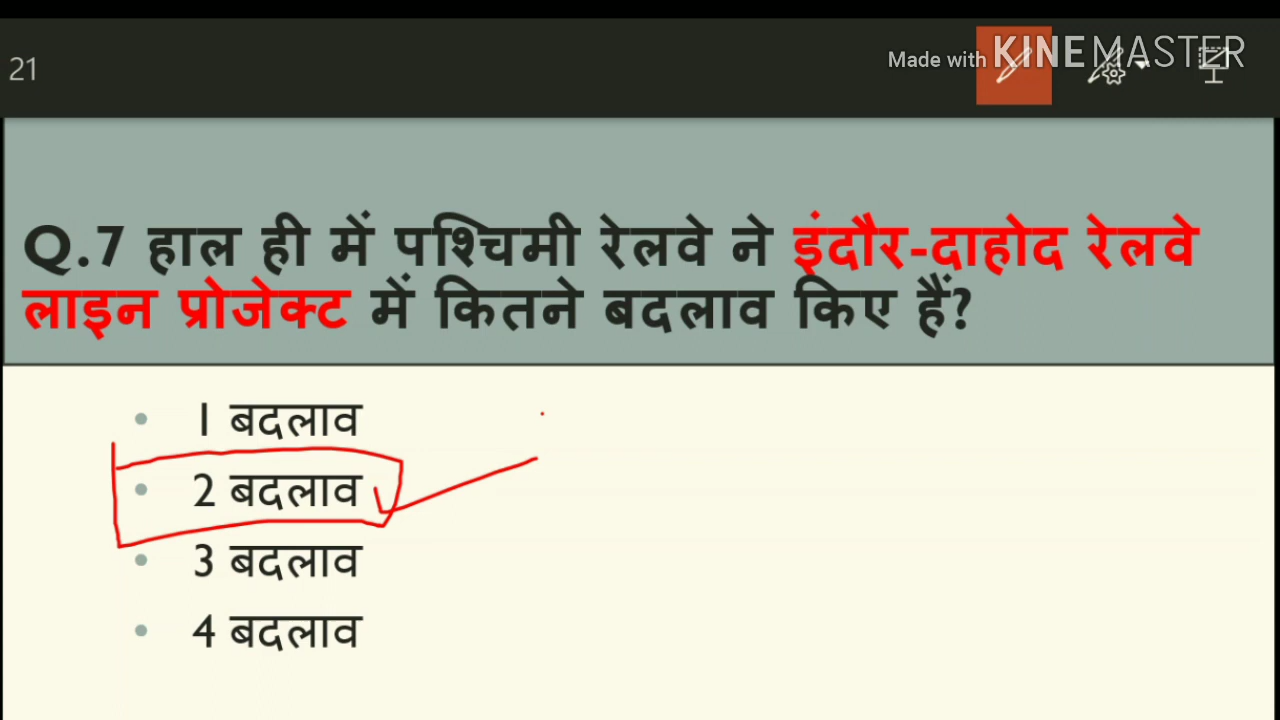 21
Made with KINEMASTER
Q.7 हाल ही में पश्चिमी रेलवे ने इंदौर-दाहोद रेलवे
लाइन प्रोजेक्ट में कितने बदलाव किए हैं?
• 1 बदलाव
• 2 बदलाव
• 3 बदलाव
• 4 बदलाव